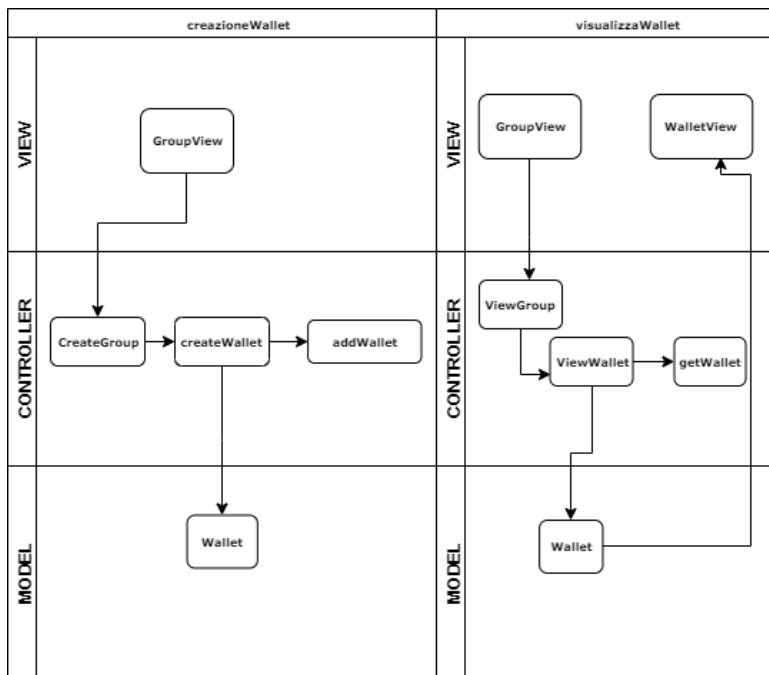 creazioneWallet
visualizzaWallet
VIEW
GroupView
VIEW
GroupView
WalletView
CONTROLLER
CreateGroup
createWallet
addWallet
CONTROLLER
ViewGroup
ViewWallet
getWallet
MODEL
Wallet
MODEL
Wallet